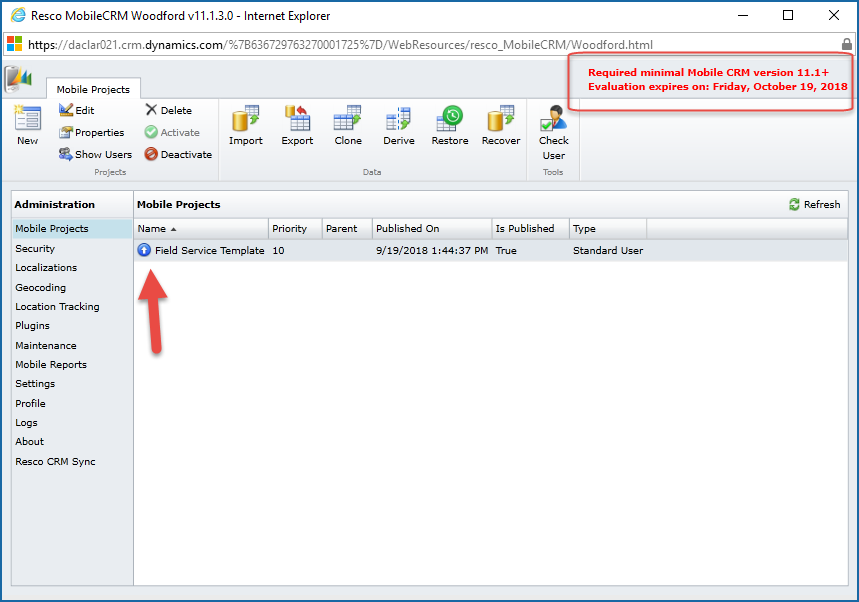 Resco MobileCRM Woodford v11.1.3.0 - Internet Explorer
https://daclar021.crm.dynamics.com/%7B636729763270001725%7D/WebResources/resco_MobileCRM/Woodford.html
Required minimal Mobile CRM version 11.1+
Evaluation expires on: Friday, October 19, 2018
Mobile Projects
New
Edit
Properties
Show Users
Delete
Activate
Deactivate
Projects
Import
Export
Clone
Derive
Restore
Recover
Data
Check
User
Tools
Administration
Mobile Projects
Security
Localizations
Geocoding
Location Tracking
Plugins
Maintenance
Mobile Reports
Settings
Profile
Logs
About
Resco CRM Sync
Mobile Projects
Refresh
Name Priority Parent Published On Is Published Type
Field Service Template 10 9/19/2018 1:44:37 PM True Standard User